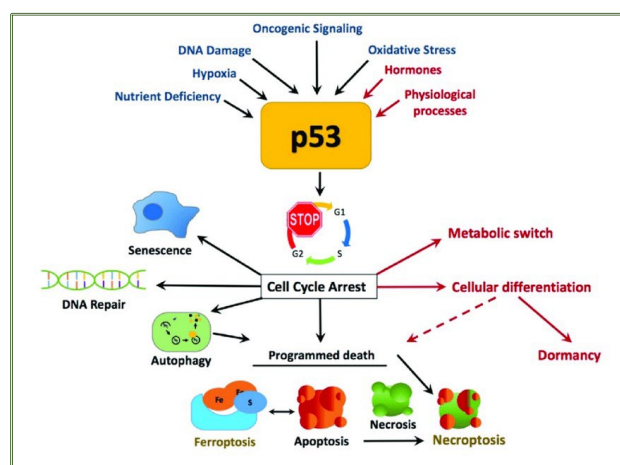 Oncogenic Signaling
DNA Damage
Oxidative Stress
Hypoxia
Hormones
Nutrient Deficiency
Physiological
processes
p53
STOP
G1
G2
S
Senescence
Metabolic switch
DNA Repair
Cell Cycle Arrest
Cellular differentiation
Autophagy
Programmed death
Dormancy
Fe
S
Fe
Necrosis
Ferroptosis
Apoptosis
Necroptosis